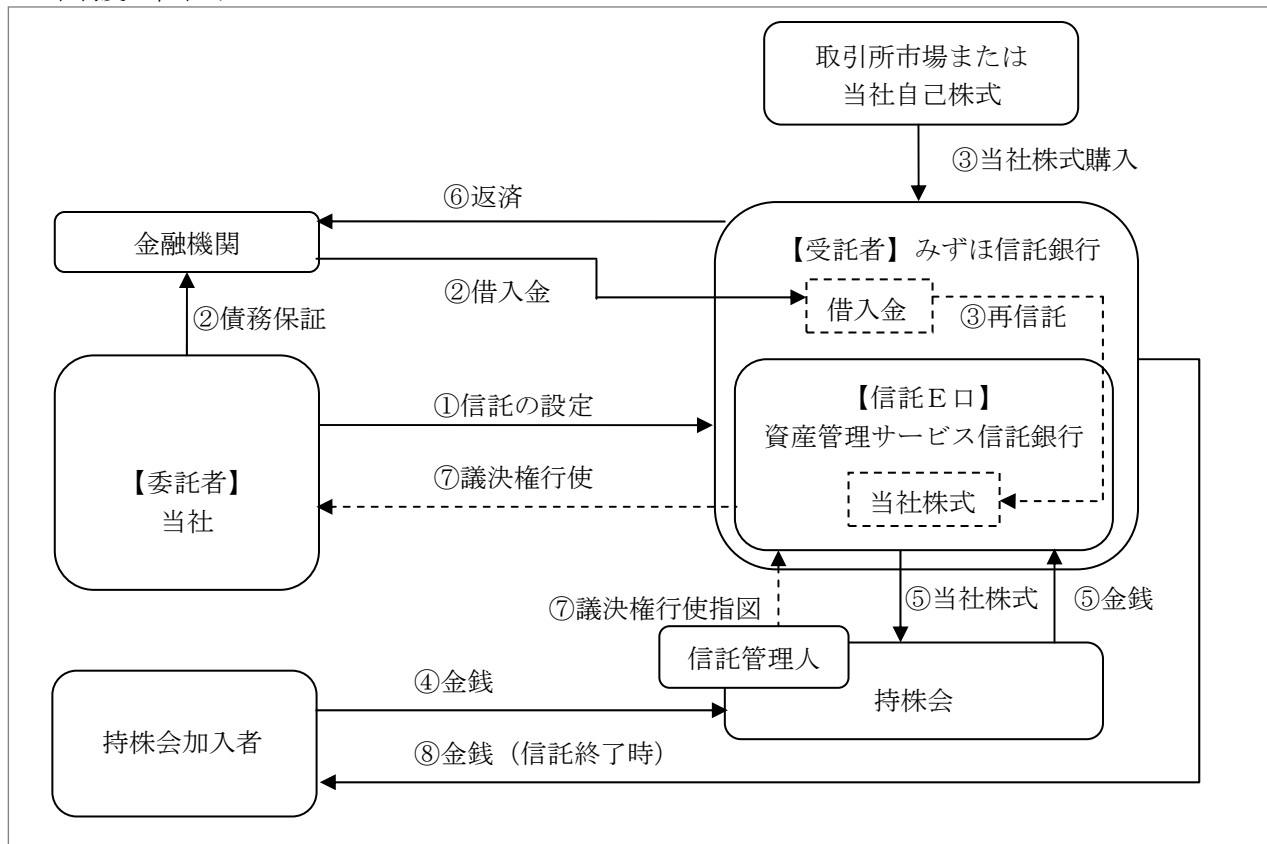 取引所市場または
当社自己株式
③当社株式購入
⑥返済
金融機関
【受託者】みずほ信託銀行
②借入金
借入金
③再信託
②債務保証
①信託の設定
【信託Ｅ口】
資産管理サービス信託銀行
【委託者】
当社
⑦議決権行使
当社株式
⑦議決権行使指図
⑤当社株式
⑤金銭
信託管理人
④金銭
持株会
持株会加入者
⑧金銭（信託終了時）